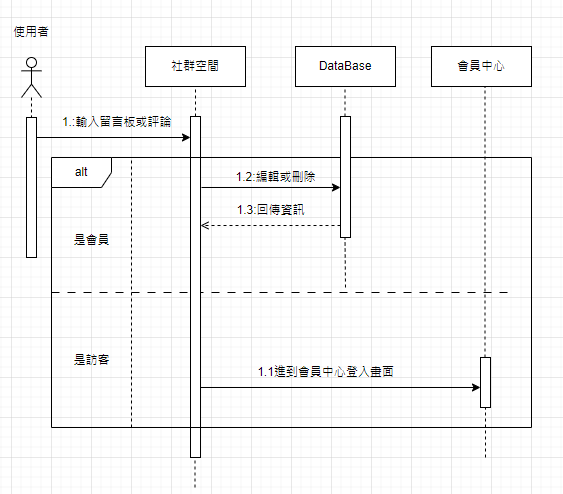 使用者
社群空間
DataBase
會員中心
1.:輸入留言板或評論
alt
1.2:編輯或刪除
1.3:回傳資訊
是會員
是訪客
1.1進到會員中心登入畫面